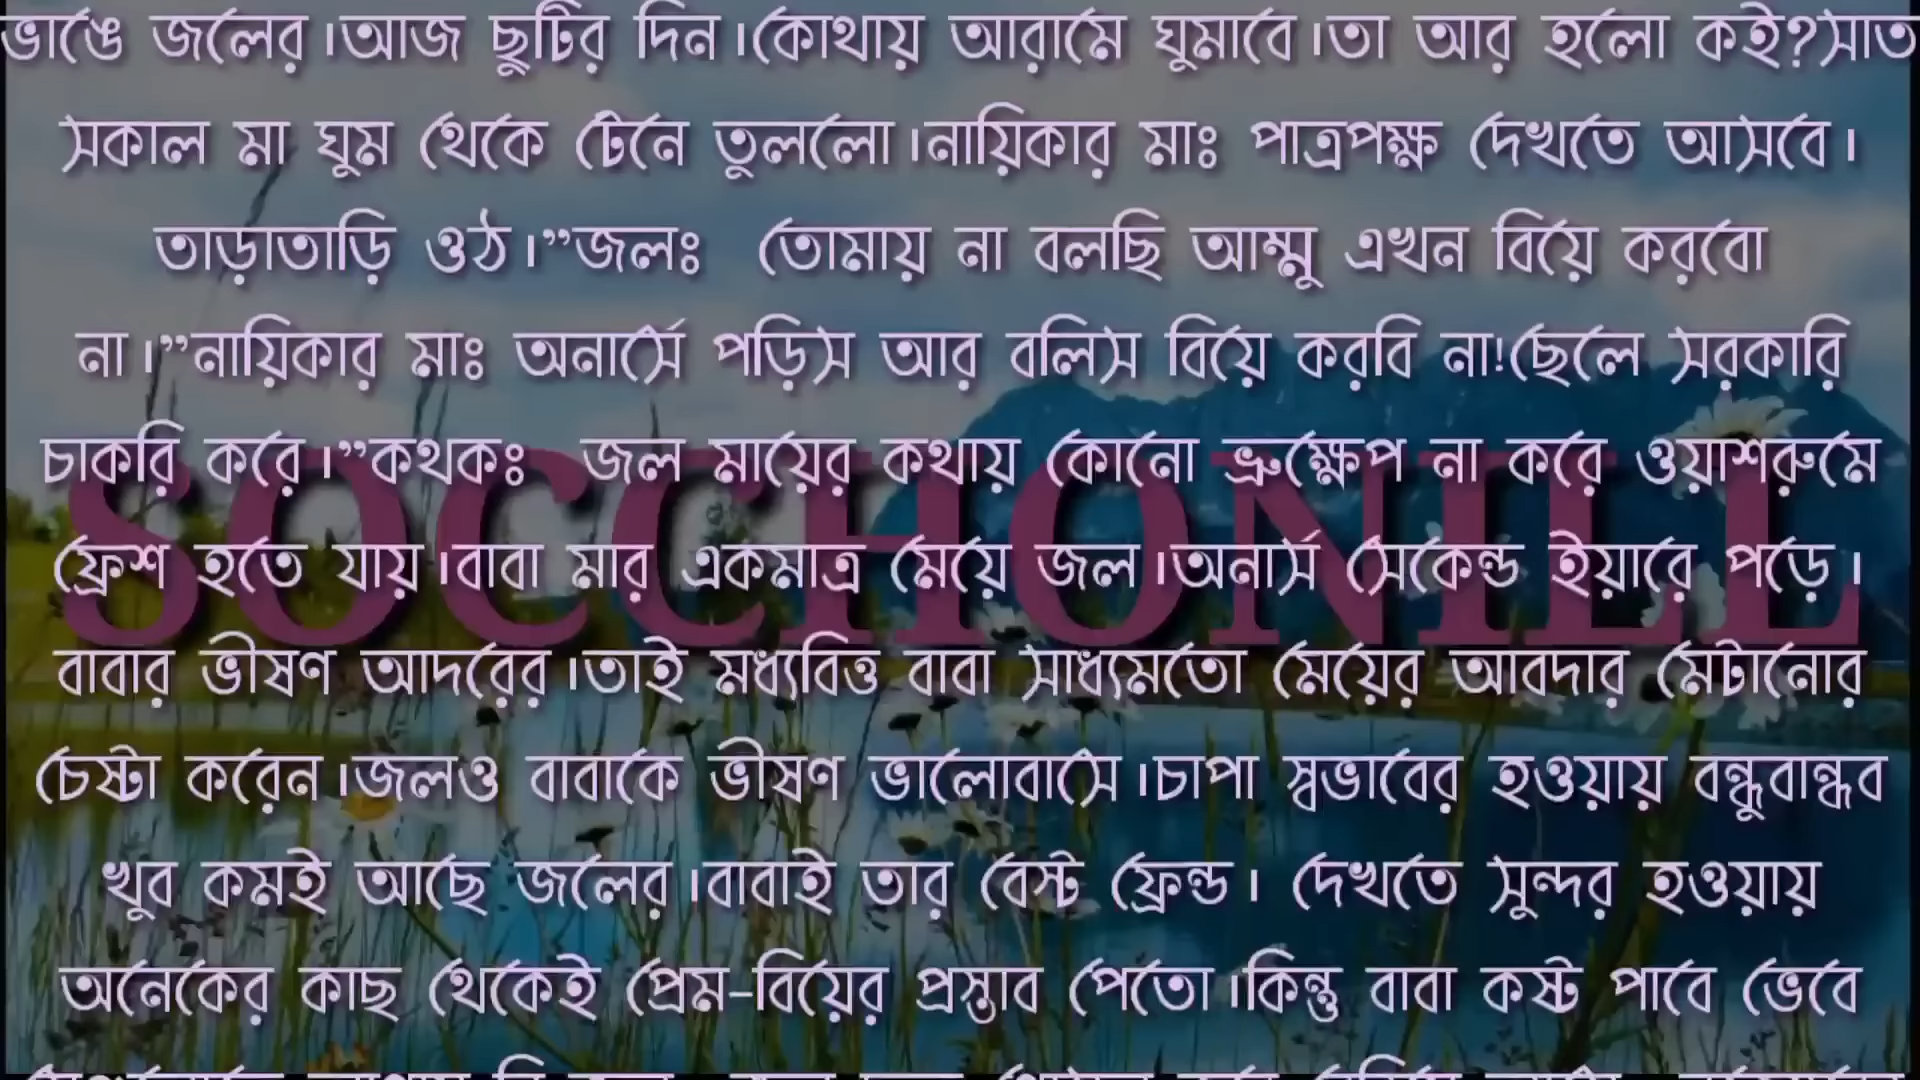 ভাঙে জলের।আজ ছুটির দিন।কোথায় আরামে ঘুমাবে।তা আর হলো কই?সাত
সকাল মা ঘুম থেকে টেনে তুললো।নায়িকার মাঃ পাত্রপক্ষ দেখতে আসবে।
তাড়াতাড়ি ওঠ।”জলঃ তোমায় না বলছি আম্মু এখন বিয়ে করবো
না।”নায়িকার মাঃ অনার্সে পড়িস আর বলিস বিয়ে করবি না!ছেলে সরকারি
চাকরি করে।”কথকঃ জল মায়ের কথায় কোনো ভ্রুক্ষেপ না করে ওয়াশরুমে
SOCCHONILL
ফ্রেশ হতে যায়।বাবা মার একমাত্র মেয়ে জল।অনার্স সেকেন্ড ইয়ারে পড়ে।
বাবার ভীষণ আদরের।তাই মধ্যবিত্ত বাবা সাধ্যমতো মেয়ের আবদার মেটানোর
চেষ্টা করেন।জলও বাবাকে ভীষণ ভালোবাসে।চাপা স্বভাবের হওয়ায় বন্ধুবান্ধব
খুব কমই আছে জলের।বাবাই তার বেস্ট ফ্রেন্ড। দেখতে সুন্দর হওয়ায়
অনেকের কাছ থেকেই প্রেম-বিয়ের প্রস্তাব পেতো।কিন্তু বাবা কষ্ট পাবে ভেবে